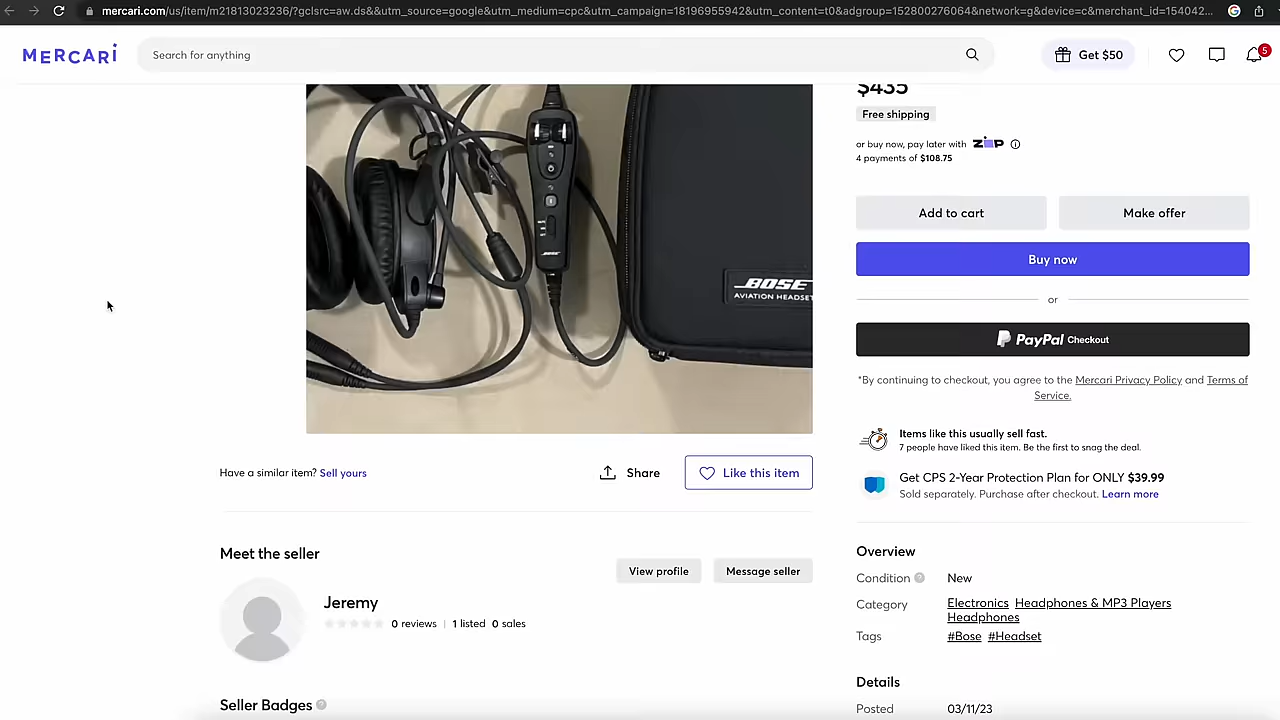 mercari.com/us/item/m21813023236/?gclsrc=aw.ds&&utm_source=google&utm_medium=cpc&utm_campaign=18196955942&utm_content=t0&adgroup=152800276064&network=g&device=c&merchant_id=154042...
MERCARI
Search for anything
Get $50
5
$435
Free shipping
or buy now, pay later with ZIP
4 payments of $108.75
Add to cart
Make offer
Buy now
or
PayPal Checkout
*By continuing to checkout, you agree to the Mercari Privacy Policy and Terms of
Service.
Items like this usually sell fast.
7 people have liked this item. Be the first to snag the deal.
Get CPS 2-Year Protection Plan for ONLY $39.99
Sold separately. Purchase after checkout. Learn more
BOSE
BOSE
AVIATION HEADSET
Have a similar item? Sell yours
Share
Like this item
Meet the seller
View profile
Message seller
Jeremy
0 reviews | 1 listed 0 sales
Seller Badges
Overview
Condition New
Category Electronics Headphones & MP3 Players
Headphones
Tags #Bose #Headset
Details
Posted 03/11/23